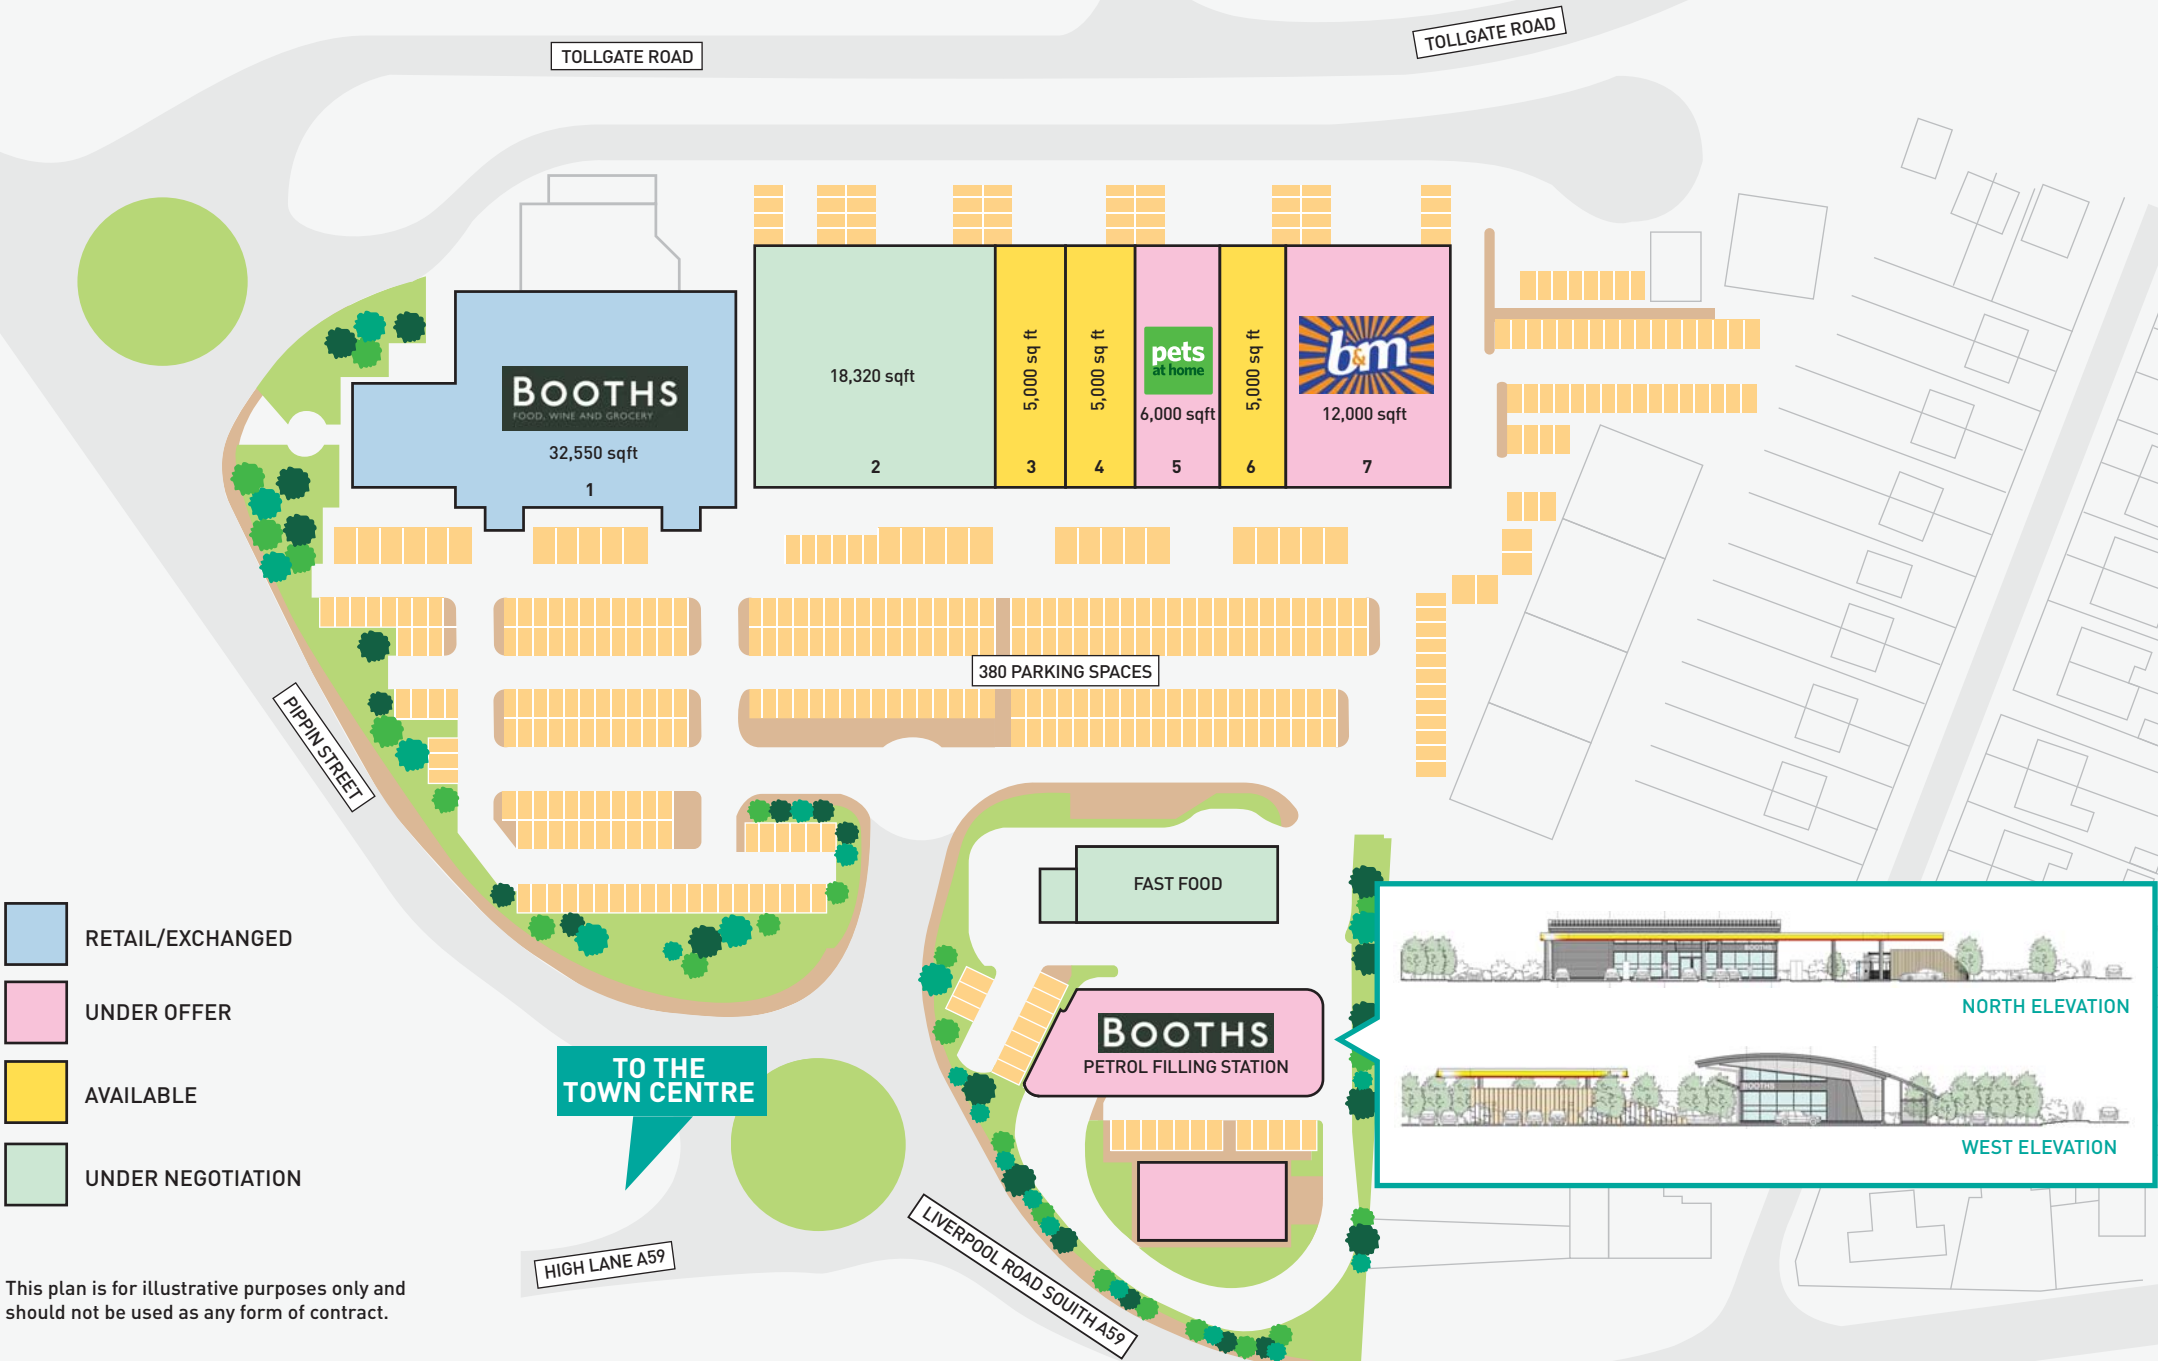 TOLLGATE ROAD
TOLLGATE ROAD
BOOTHS
FOOD, WINE AND GROCERY
32,550 sqft
1
18,320 sqft
2
5,000 sq ft
3
5,000 sq ft
4
pets
at home
6,000 sqft
5
5,000 sq ft
6
b&m
12,000 sqft
7
380 PARKING SPACES
PIPPIN STREET
FAST FOOD
BOOTHS
PETROL FILLING STATION
BOOTHS
NORTH ELEVATION
BOOTHS
WEST ELEVATION
RETAIL/EXCHANGED
UNDER OFFER
AVAILABLE
UNDER NEGOTIATION
TO THE
TOWN CENTRE
HIGH LANE A59
LIVERPOOL ROAD SOUITH A59
This plan is for illustrative purposes only and
should not be used as any form of contract.